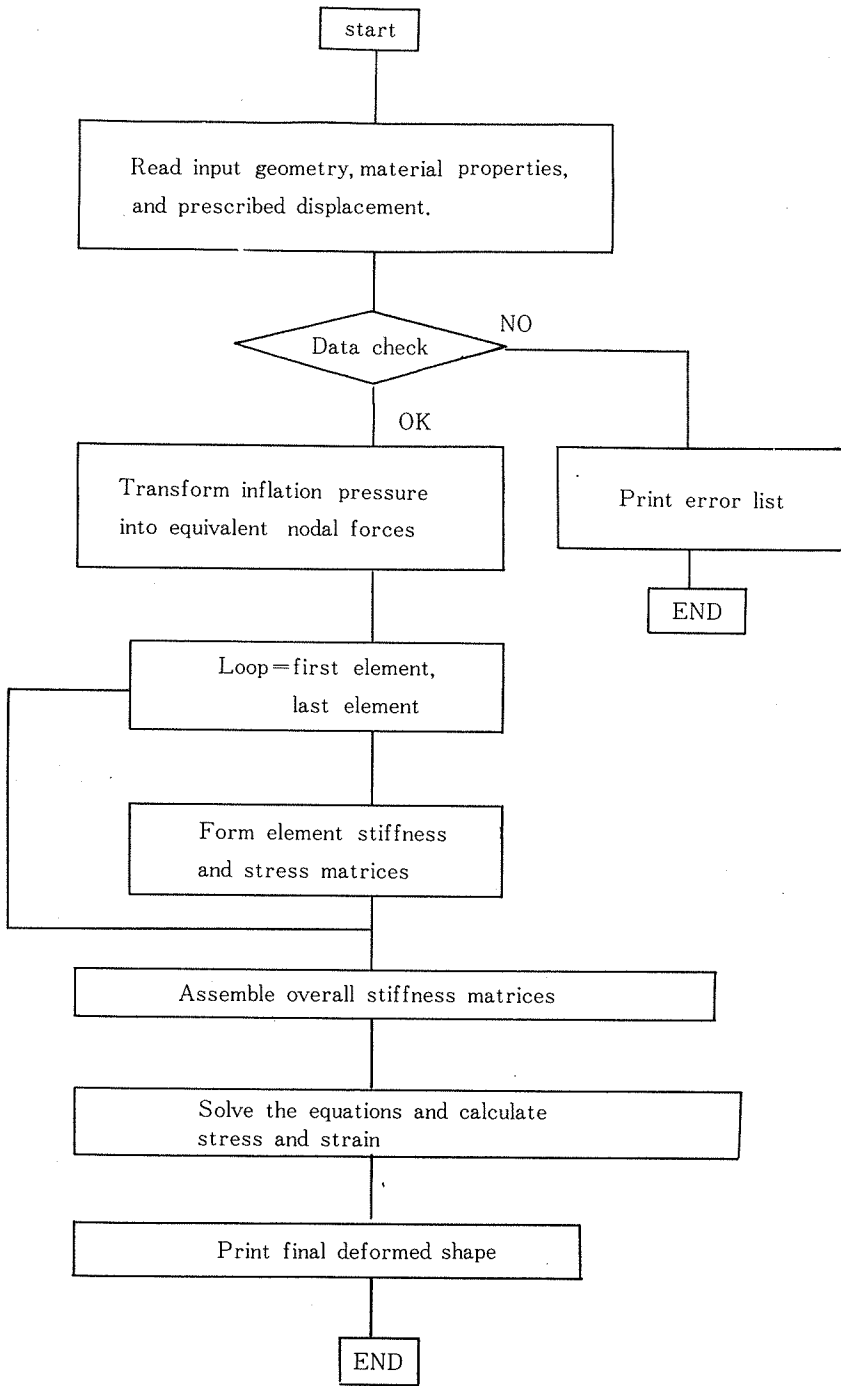 start
Read input geometry, material properties,
and prescribed displacement.
Data check
NO
OK
Transform inflation pressure
into equivalent nodal forces
Print error list
END
Loop=first element,
last element
Form element stiffness
and stress matrices
Assemble overall stiffness matrices
Solve the equations and calculate
stress and strain
Print final deformed shape
END